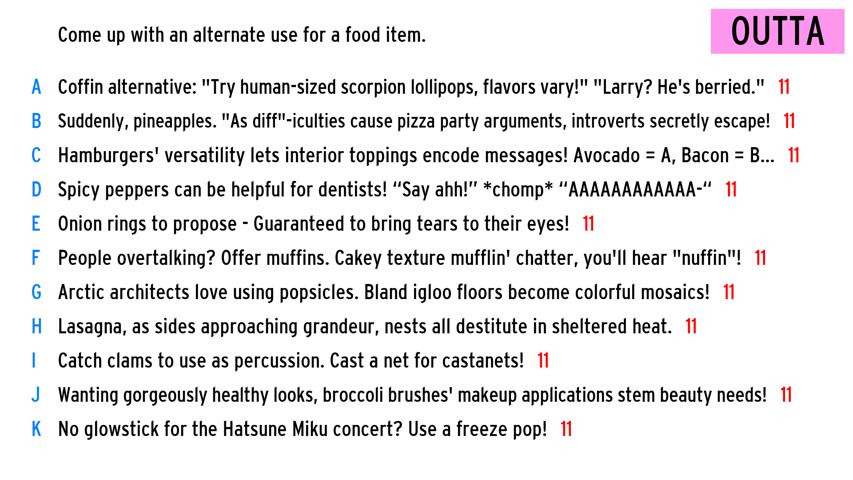 Come up with an alternate use for a food item.
OUTTA
A Coffin alternative: "Try human-sized scorpion lollipops, flavors vary!" "Larry? He's berried." 11
B Suddenly, pineapples. "As diff"-iculties cause pizza party arguments, introverts secretly escape! 11
C Hamburgers' versatility lets interior toppings encode messages! Avocado = A, Bacon = B... 11
D Spicy peppers can be helpful for dentists! “Say ahh!” *chomp* “AAAAAAAAAAAA-“ 11
E Onion rings to propose - Guaranteed to bring tears to their eyes! 11
F People overtalking? Offer muffins. Cakey texture mufflin' chatter, you'll hear "nuffin"! 11
G Arctic architects love using popsicles. Bland igloo floors become colorful mosaics! 11
H Lasagna, as sides approaching grandeur, nests all destitute in sheltered heat. 11
I Catch clams to use as percussion. Cast a net for castanets! 11
J Wanting gorgeously healthy looks, broccoli brushes' makeup applications stem beauty needs! 11
K No glowstick for the Hatsune Miku concert? Use a freeze pop! 11